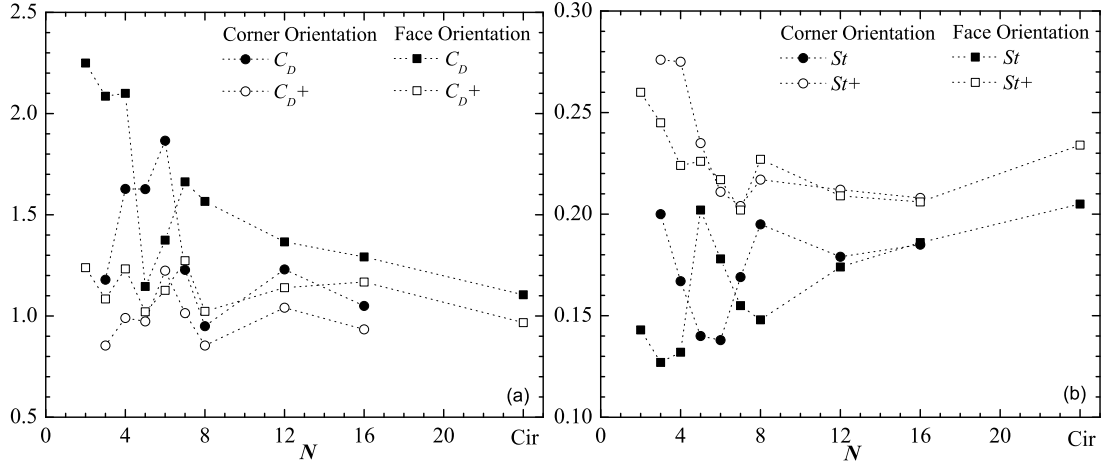 2.5
2.0
1.5
1.0
0.5
0
4
8
12
16
20
Cir
N
Corner Orientation Face Orientation
C_D C_D
C_D+ C_D+
(a)
0.30
0.25
0.20
0.15
0.10
0
4
8
12
16
20
Cir
N
Corner Orientation Face Orientation
St St
St+ St+
(b)